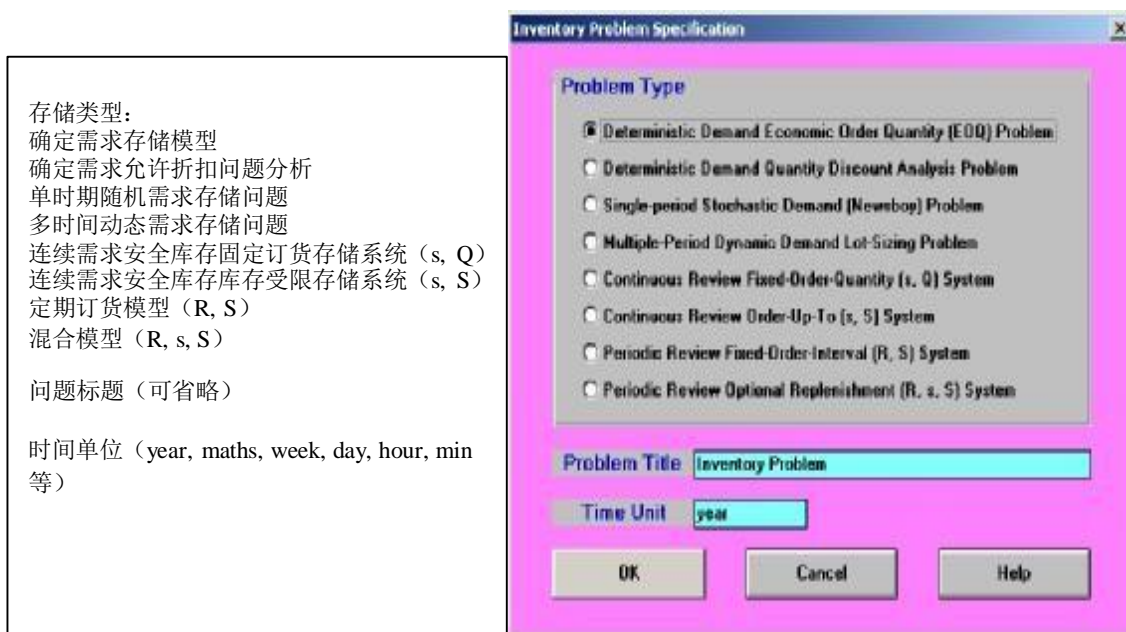 存储类型:
确定需求存储模型
确定需求允许折扣问题分析
单时期随机需求存储问题
多时间动态需求存储问题
连续需求安全库存固定订货存储系统（s, Q）
连续需求安全库存库存受限存储系统（s, S）
定期订货模型（R, S）
混合模型（R, s, S）
问题标题（可省略）
时间单位（year, maths, week, day, hour, min
等）
Inventory Problem Specification
Problem Type
Deterministic Demand Economic Order Quantity (EOQ) Problem
Deterministic Demand Quantity Discount Analysis Problem
Single-period Stochastic Demand (Newsboy) Problem
Multiple-Period Dynamic Demand Lot-Sizing Problem
Continuous Review Fixed-Order-Quantity (s, Q) System
Continuous Review Order-Up-To (s, S) System
Periodic Review Fixed-Order-Interval (R, S) System
Periodic Review Optional Replenishment (R, s, S) System
Problem Title Inventory Problem
Time Unit year
OK Cancel Help